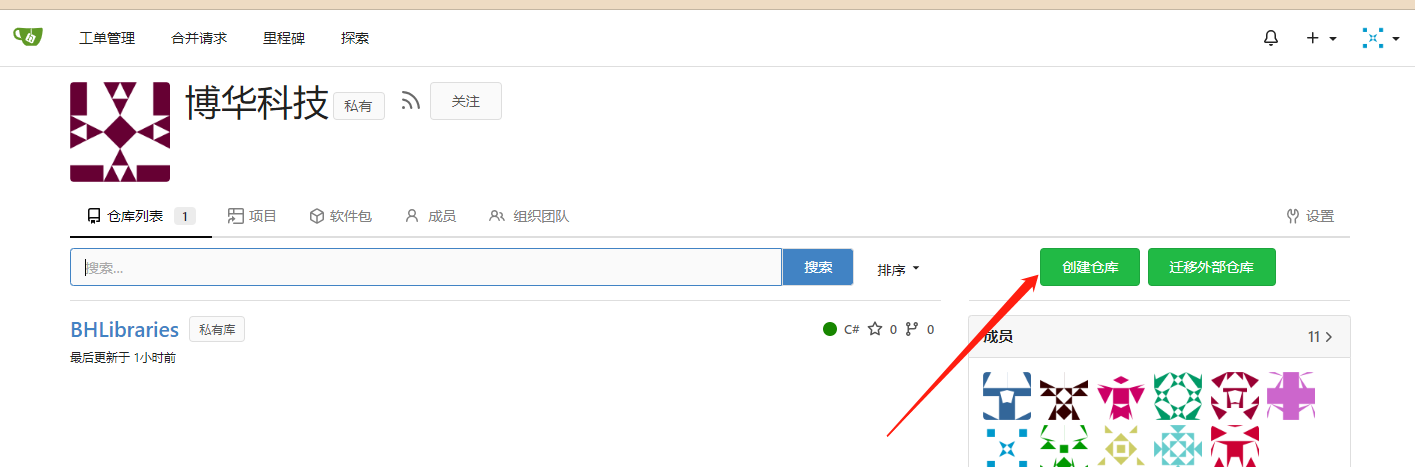 工单管理 合并请求 里程碑 探索
博华科技 私有 关注
仓库列表 1 项目 软件包 成员 组织团队 设置
搜索... 搜索 排序 创建仓库 迁移外部仓库
BHLibraries 私有库 C# 0 0
最后更新于 1小时前
成员 11